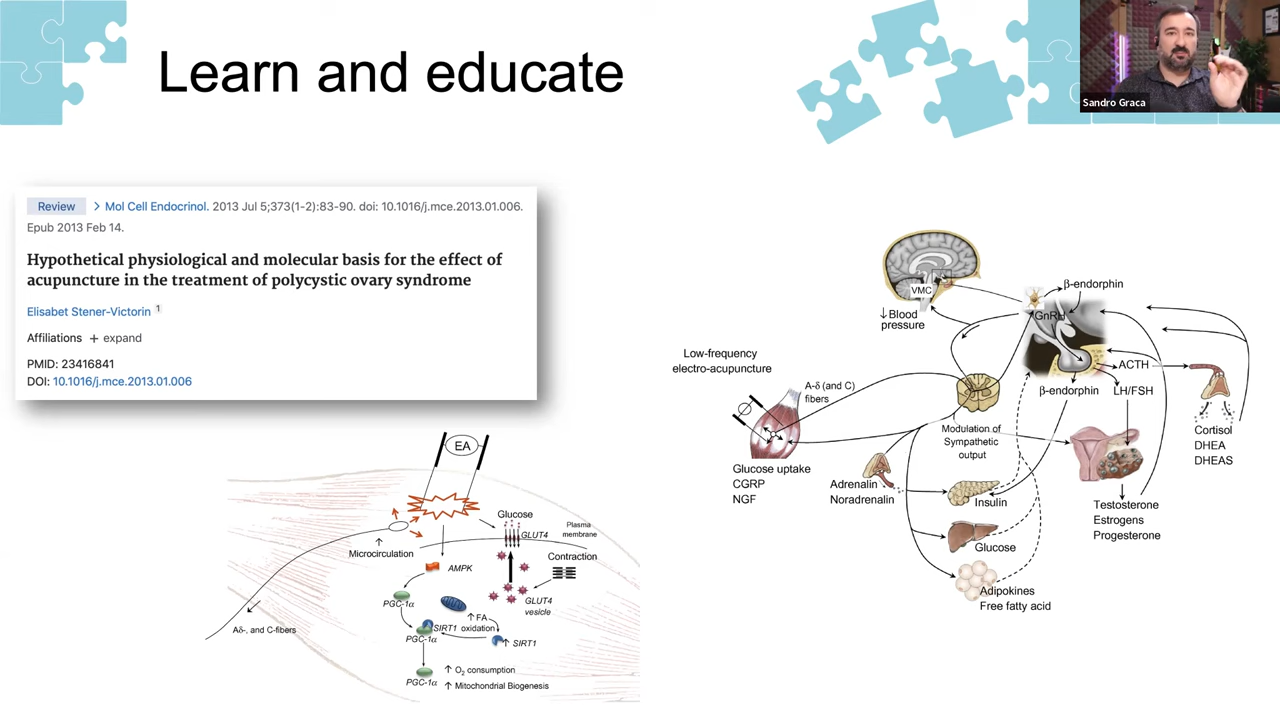 Learn and educate
Sandro Graca
Review > Mol Cell Endocrinol. 2013 Jul 5;373(1-2):83-90. doi: 10.1016/j.mce.2013.01.006.
Epub 2013 Feb 14.
Hypothetical physiological and molecular basis for the effect of
acupuncture in the treatment of polycystic ovary syndrome
Elisabet Stener-Victorin 1
Affiliations + expand
PMID: 23416841
DOI: 10.1016/j.mce.2013.01.006
EA
Glucose
GLUT4
Plasma
membrane
↑
Microcirculation
Contraction
AMPK
GLUT4
vesicle
PGC-1α
↑ FA
oxidation
SIRT1
PGC-1α
↑ SIRT1
Aδ-, and C-fibers
PGC-1α
↑ O2 consumption
↑ Mitochondrial Biogenesis
VMC
↓ Blood
pressure
β-endorphin
GnRH
Low-frequency
electro-acupuncture
A-δ (and C)
fibers
ACTH
β-endorphin
LH/FSH
Modulation of
Sympathetic
output
Cortisol
DHEA
DHEAS
Glucose uptake
CGRP
NGF
Adrenalin
Noradrenalin
Insulin
Testosterone
Estrogens
Progesterone
Glucose
Adipokines
Free fatty acid